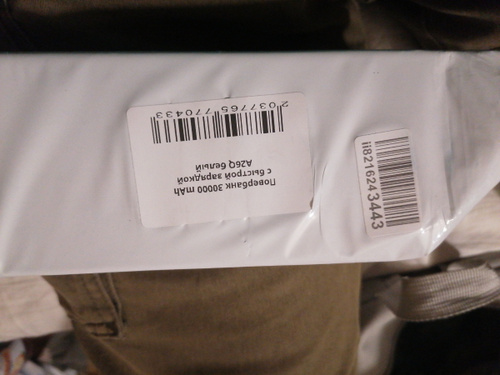 Повербанк 30000 mAh
с быстрой зарядкой
A26Q белый
2037765770433
ii8216243443